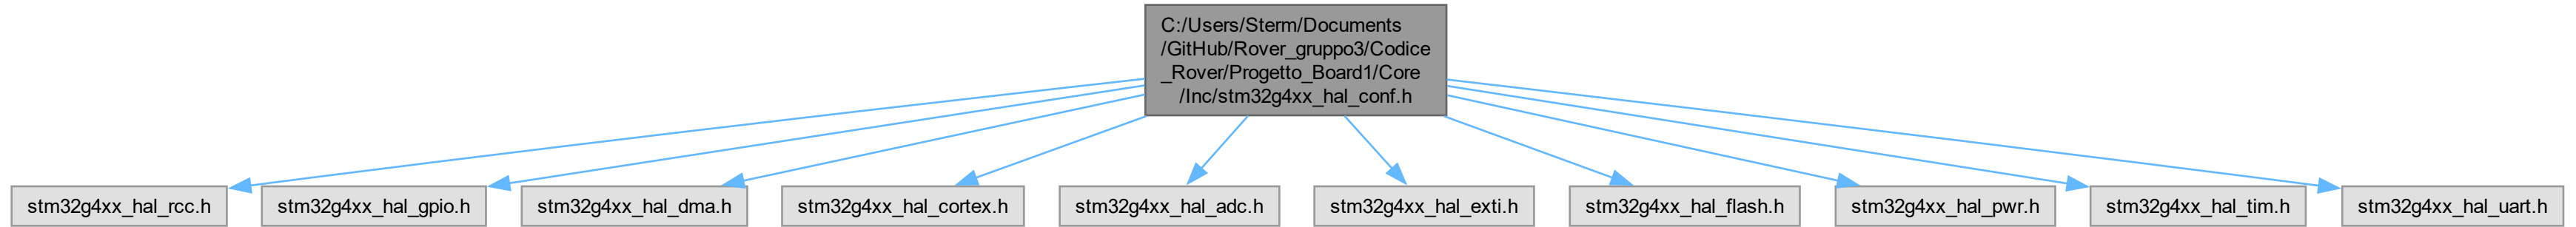 C:/Users/Sterm/Documents
/GitHub/Rover_gruppo3/Codice
_Rover/Progetto_Board1/Core
/Inc/stm32g4xx_hal_conf.h
stm32g4xx_hal_rcc.h
stm32g4xx_hal_gpio.h
stm32g4xx_hal_dma.h
stm32g4xx_hal_cortex.h
stm32g4xx_hal_adc.h
stm32g4xx_hal_exti.h
stm32g4xx_hal_flash.h
stm32g4xx_hal_pwr.h
stm32g4xx_hal_tim.h
stm32g4xx_hal_uart.h